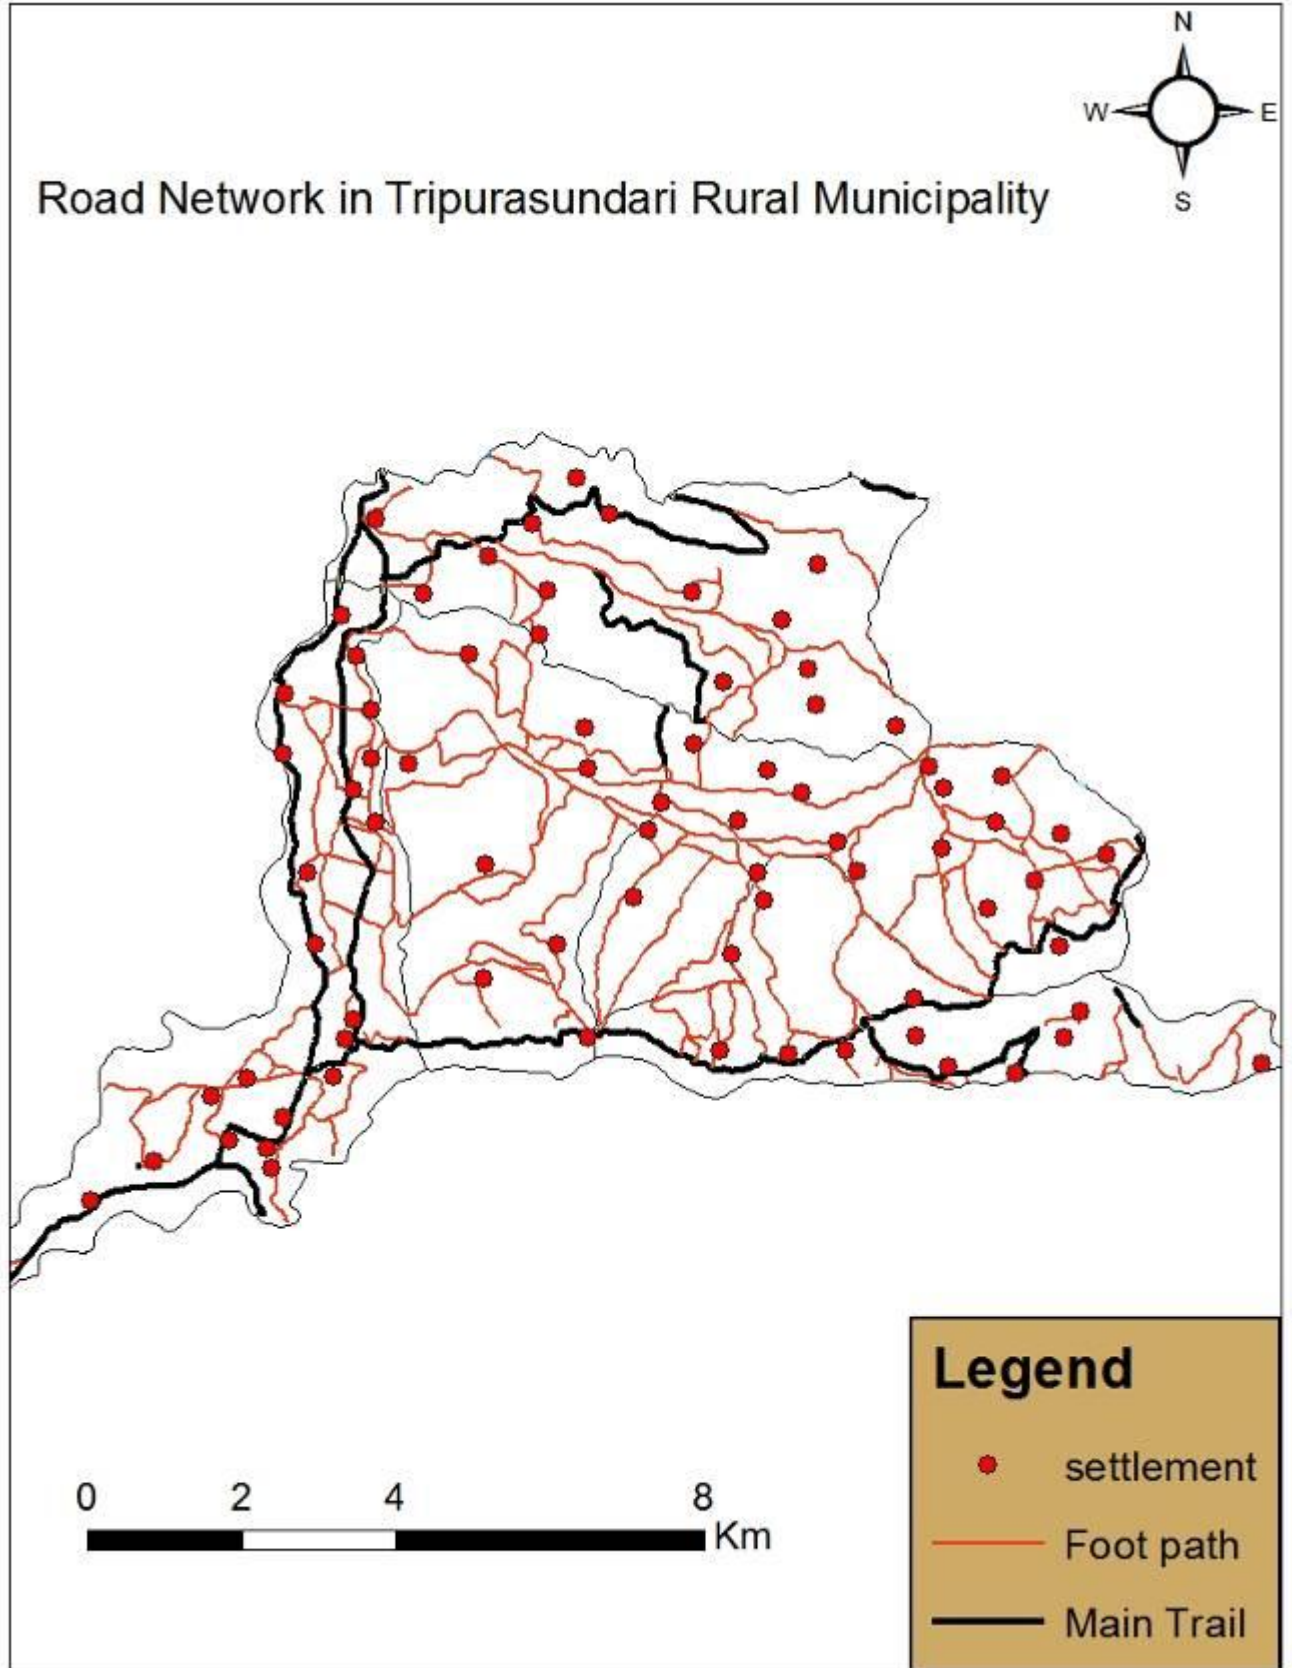 N
W E
S
Road Network in Tripurasundari Rural Municipality
0 2 4 8
Km
Legend
settlement
Foot path
Main Trail